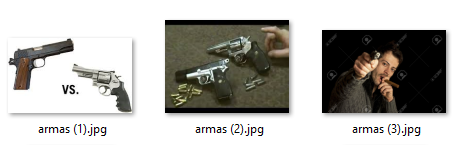 VS.
armas (1).jpg
armas (2).jpg
armas (3).jpg